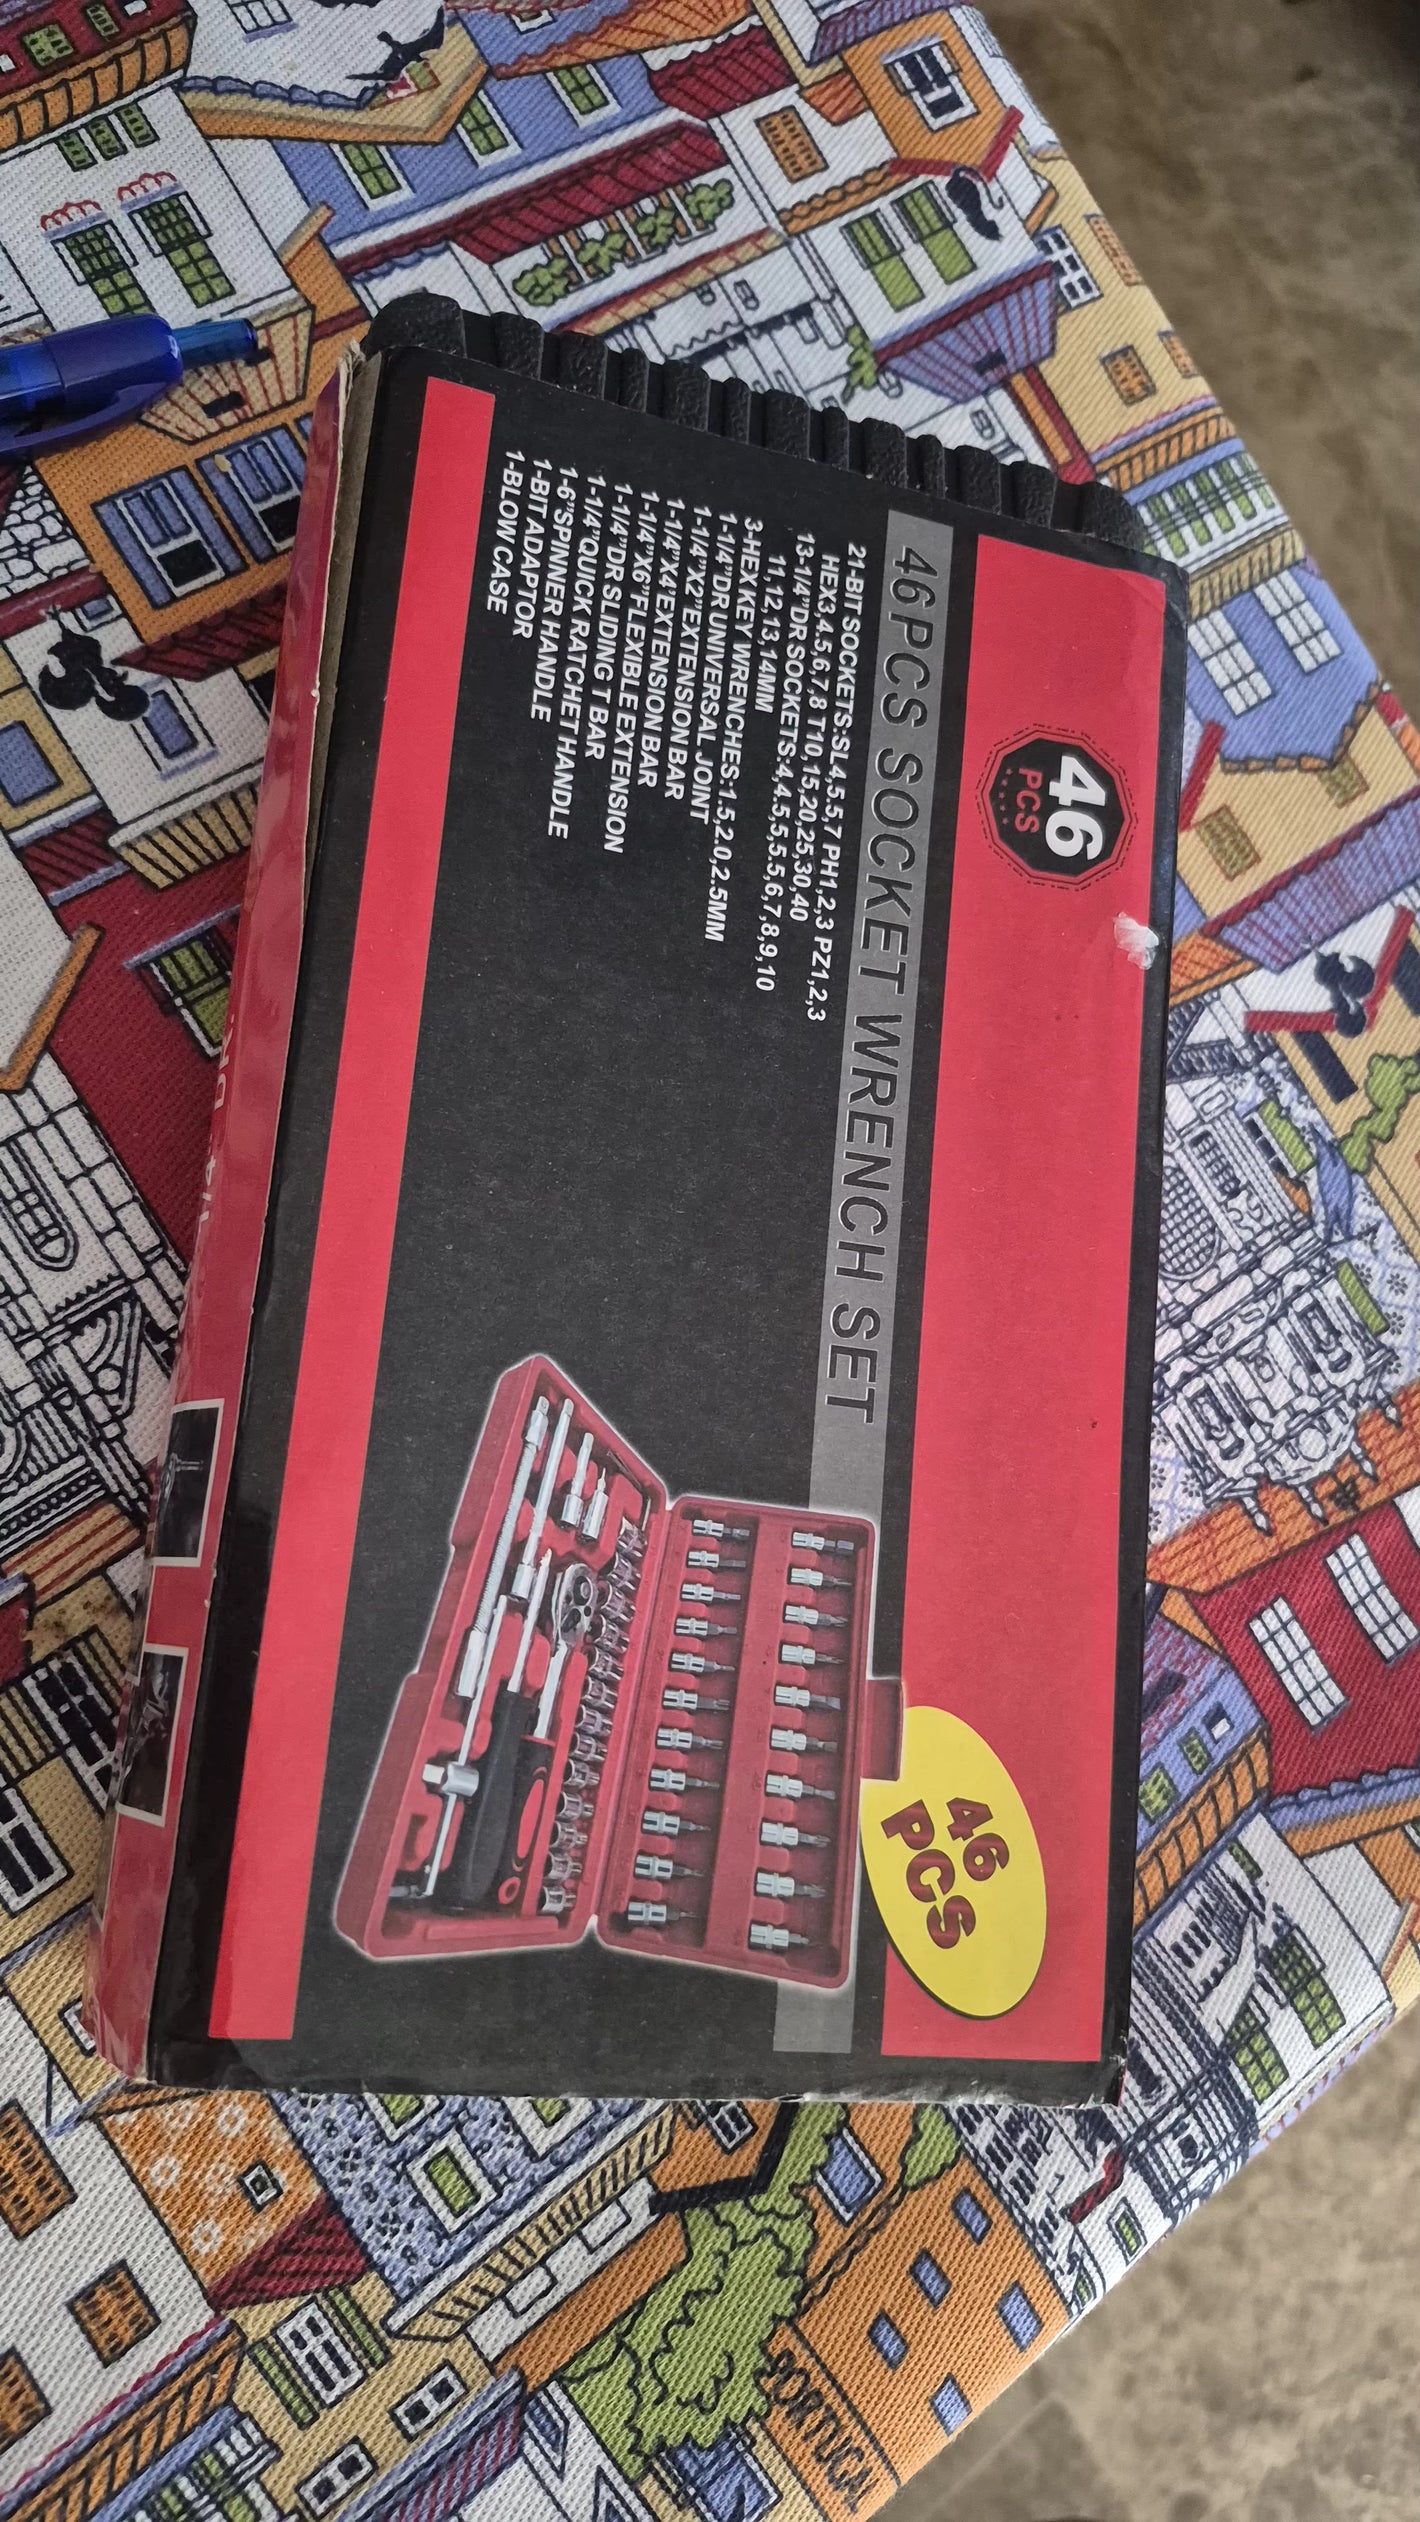 46
PCS
46PCS SOCKET WRENCH SET
21-BIT SOCKETS:SL4,5.5,7 PH1,2,3 PZ1,2,3
HEX3,4,5,6,7,8 T10,15,20,25,30,40
13-1/4"DR SOCKETS:4,4.5,5,5.5,6,7,8,9,10
11,12,13,14MM
3-HEX KEY WRENCHES:1.5,2.0,2.5MM
1-1/4"DR UNIVERSAL JOINT
1-1/4"X2"EXTENSION BAR
1-1/4"X4"EXTENSION BAR
1-1/4"X6"FLEXIBLE EXTENSION
1-1/4"DR SLIDING T BAR
1-1/4"QUICK RATCHET HANDLE
1-6"SPINNER HANDLE
1-BIT ADAPTOR
1-BLOW CASE
46
PCS
1/4" DR.
PORTUGAL